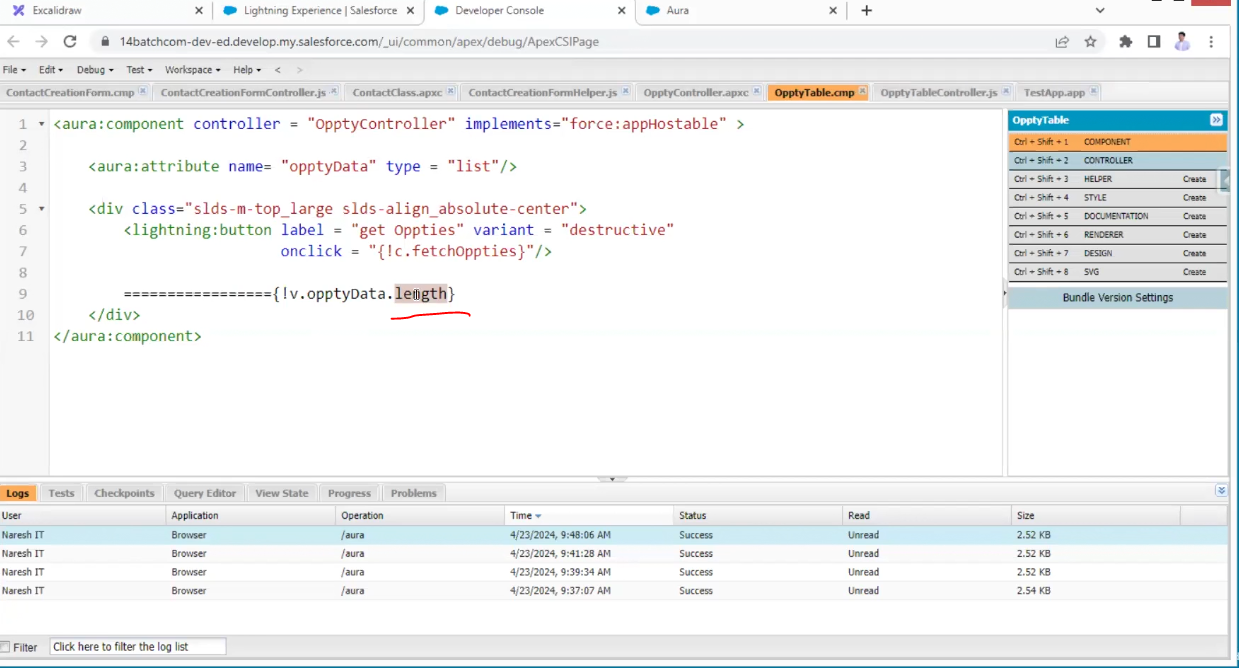 Excalidraw
Lightning Experience | Salesforce
Developer Console
Aura
14batchcom-dev-ed.develop.my.salesforce.com/_ui/common/apex/debug/ApexCSIPage
File Edit Debug Test Workspace Help < >
ContactCreationForm.cmp ContactCreationFormController.js ContactClass.apxc ContactCreationFormHelper.js OpptyController.apxc OpptyTable.cmp OpptyTableController.js TestApp.app
1 <aura:component controller = "OpptyController" implements="force:appHostable" >
2
3 <aura:attribute name= "opptyData" type = "list"/>
4
5 <div class="slds-m-top_large slds-align_absolute-center">
6 <lightning:button label = "get Oppties" variant = "destructive"
7 onclick = "{!c.fetchOppties}"/>
8
9 ================={!v.opptyData.length}
10 </div>
11 </aura:component>
OpptyTable
Ctrl + Shift + 1 COMPONENT
Ctrl + Shift + 2 CONTROLLER
Ctrl + Shift + 3 HELPER Create
Ctrl + Shift + 4 STYLE Create
Ctrl + Shift + 5 DOCUMENTATION Create
Ctrl + Shift + 6 RENDERER Create
Ctrl + Shift + 7 DESIGN Create
Ctrl + Shift + 8 SVG Create
Bundle Version Settings
Logs Tests Checkpoints Query Editor View State Progress Problems
User Application Operation Time Status Read Size
Naresh IT Browser /aura 4/23/2024, 9:48:06 AM Success Unread 2.52 KB
Naresh IT Browser /aura 4/23/2024, 9:41:28 AM Success Unread 2.52 KB
Naresh IT Browser /aura 4/23/2024, 9:39:34 AM Success Unread 2.52 KB
Naresh IT Browser /aura 4/23/2024, 9:37:07 AM Success Unread 2.54 KB
Filter Click here to filter the log list